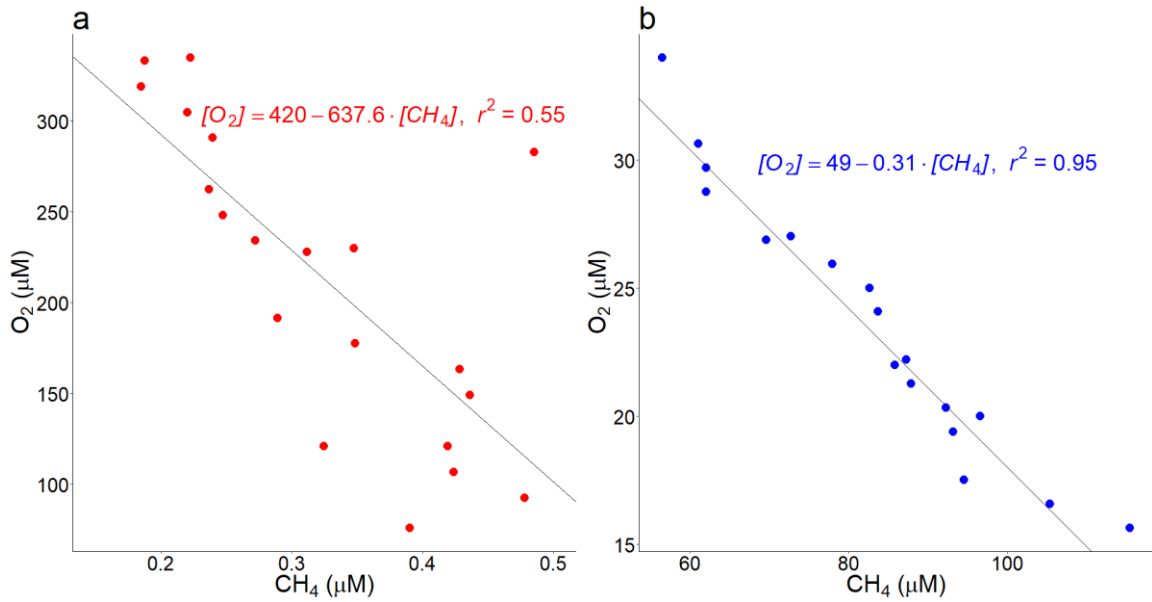 a
[O₂] = 420 − 637.6 · [CH₄], r² = 0.55
O₂ (μM)
300
250
200
150
100
0.2 0.3 0.4 0.5
CH₄ (μM)
b
[O₂] = 49 − 0.31 · [CH₄], r² = 0.95
O₂ (μM)
30
25
20
15
60 80 100
CH₄ (μM)